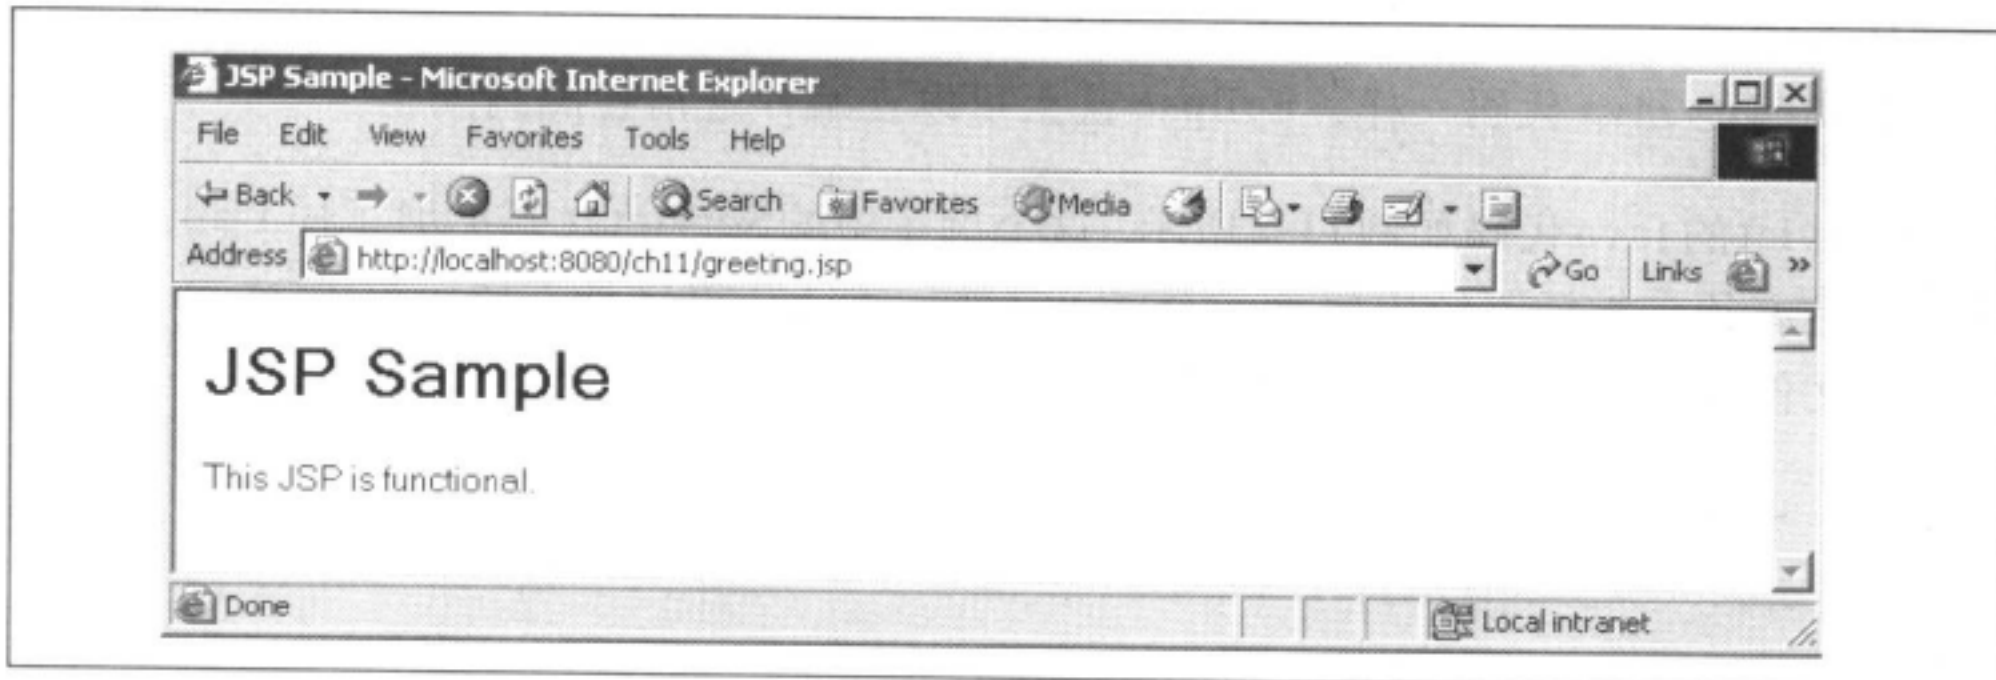 JSP Sample - Microsoft Internet Explorer
File Edit View Favorites Tools Help
Back Search Favorites Media
Address http://localhost:8080/ch11/greeting.jsp Go Links »
JSP Sample
This JSP is functional.
Done Local intranet